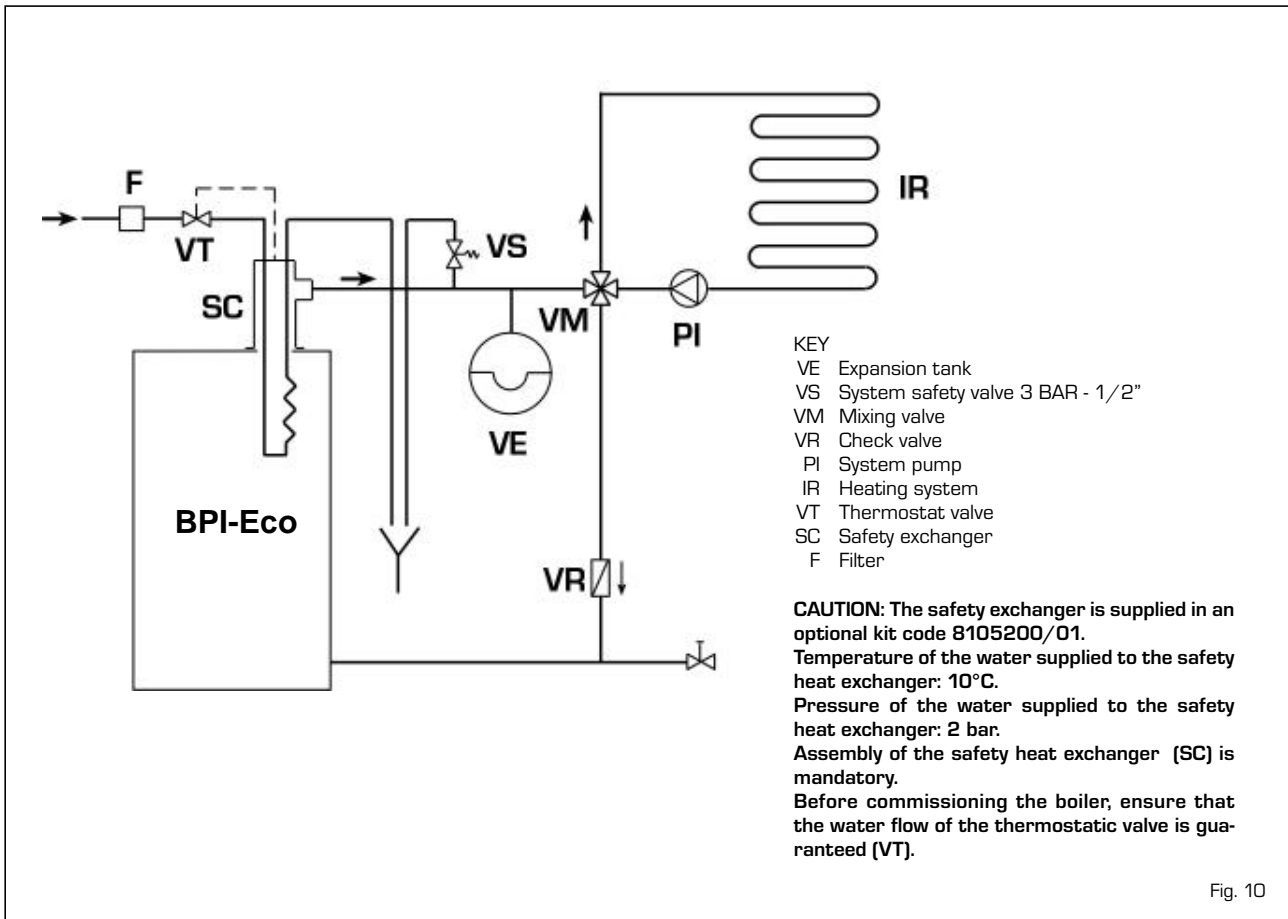 F
VT
VS
SC
VM
PI
IR
VE
BPI-Eco
VR
KEY
VE Expansion tank
VS System safety valve 3 BAR - 1/2”
VM Mixing valve
VR Check valve
PI System pump
IR Heating system
VT Thermostat valve
SC Safety exchanger
F Filter
CAUTION: The safety exchanger is supplied in an
optional kit code 8105200/01.
Temperature of the water supplied to the safety
heat exchanger: 10°C.
Pressure of the water supplied to the safety
heat exchanger: 2 bar.
Assembly of the safety heat exchanger (SC) is
mandatory.
Before commissioning the boiler, ensure that
the water flow of the thermostatic valve is gua-
ranteed (VT).
Fig. 10